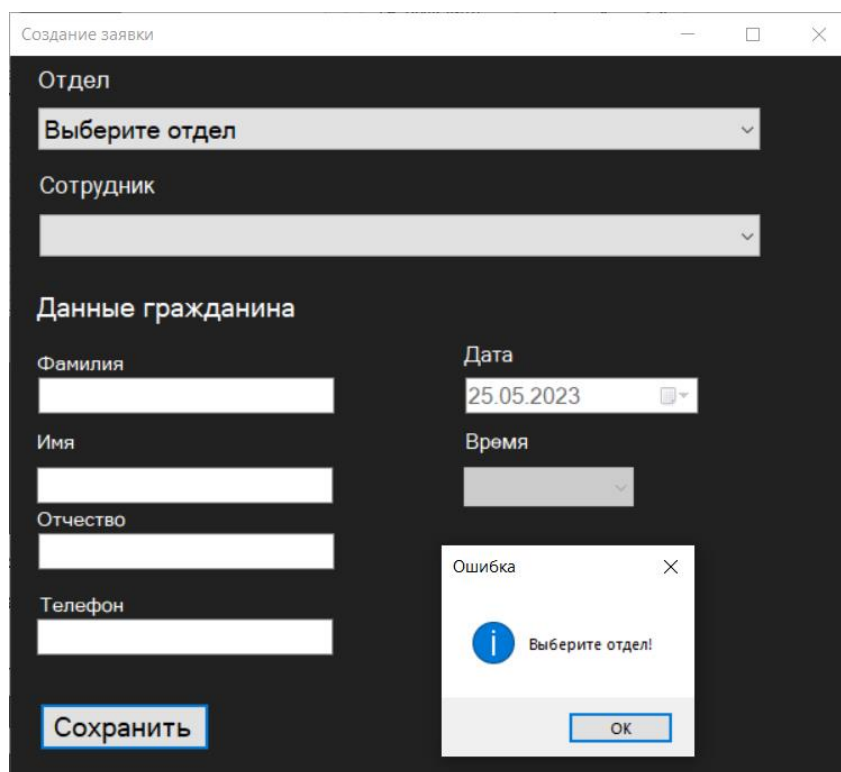 Создание заявки
Отдел
Выберите отдел
Сотрудник
Данные гражданина
Фамилия
Дата
25.05.2023
Имя
Время
Отчество
Ошибка
Телефон
Выберите отдел!
Сохранить
ОК